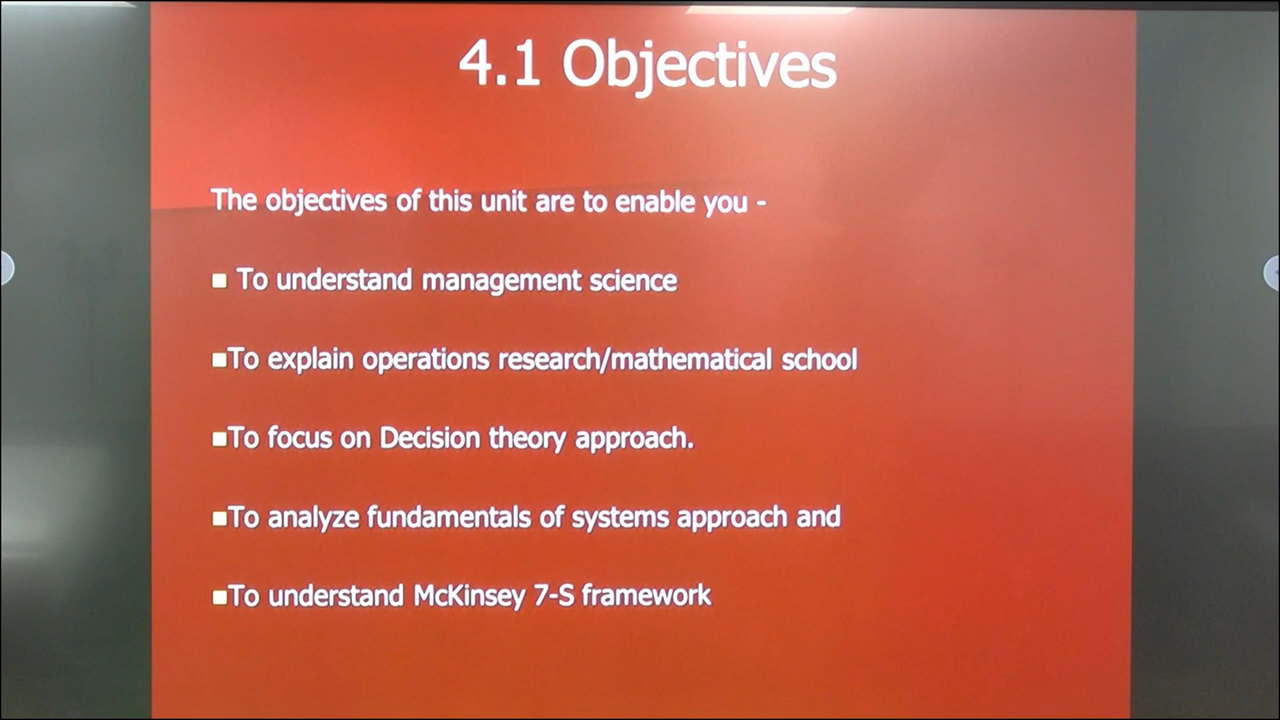 4.1 Objectives
The objectives of this unit are to enable you -
▪ To understand management science
▪To explain operations research/mathematical school
▪To focus on Decision theory approach.
▪To analyze fundamentals of systems approach and
▪To understand McKinsey 7-S framework